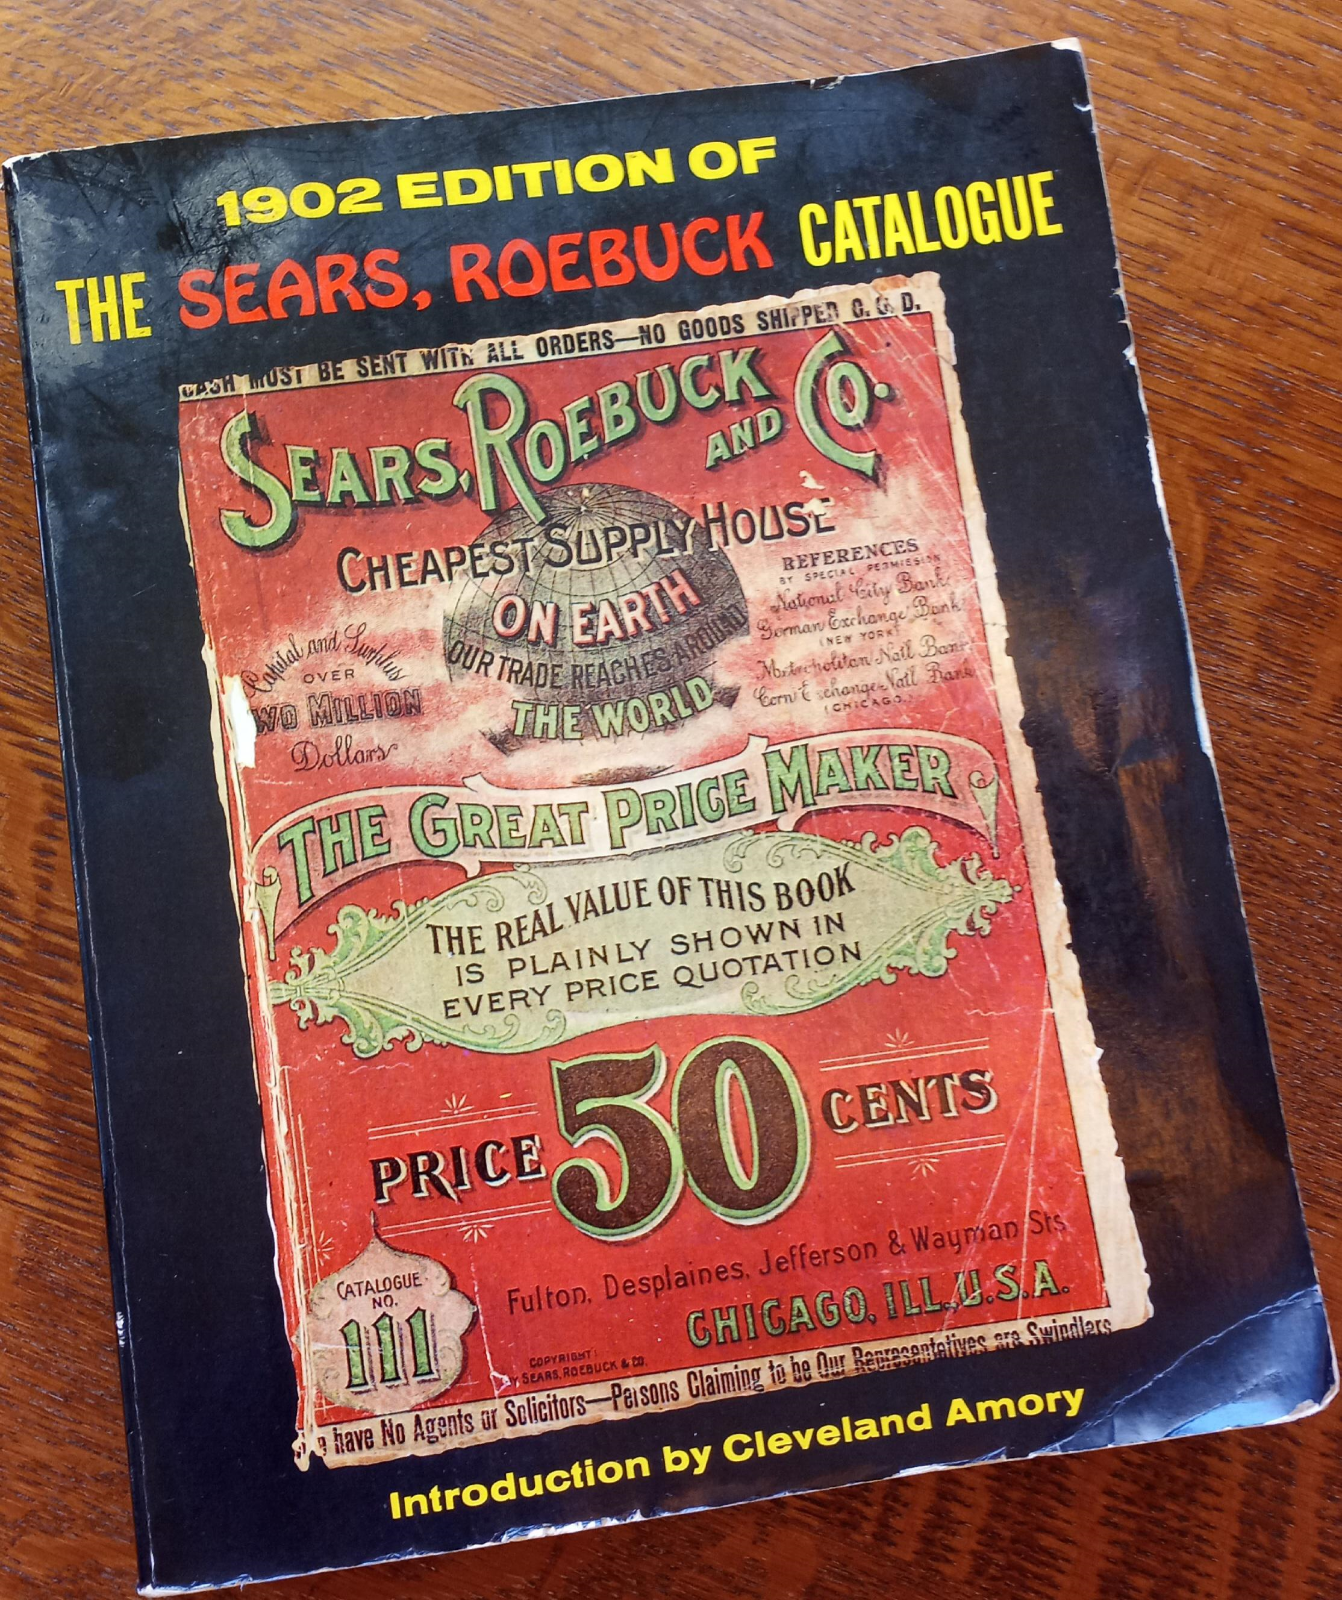 1902 EDITION OF
THE SEARS, ROEBUCK CATALOGUE
CASH MUST BE SENT WITH ALL ORDERS—NO GOODS SHIPPED C. O. D.
SEARS, ROEBUCK AND CO.
CHEAPEST SUPPLY HOUSE
ON EARTH
OUR TRADE REACHES AROUND
THE WORLD
Capital and Surplus
OVER
TWO MILLION
Dollars
REFERENCES
BY SPECIAL PERMISSION
National City Bank
German Exchange Bank
(NEW YORK)
Metropolitan Nat'l Bank
Corn Exchange Nat'l Bank
(CHICAGO.)
THE GREAT PRICE MAKER
THE REAL VALUE OF THIS BOOK
IS PLAINLY SHOWN IN
EVERY PRICE QUOTATION
PRICE 50 CENTS
Fulton, Desplaines, Jefferson & Wayman Sts
CHICAGO, ILL., U.S.A.
CATALOGUE
NO.
111
COPYRIGHT:
BY SEARS, ROEBUCK & CO.
have No Agents or Solicitors—Persons Claiming to be Our Representatives are Swindlers
Introduction by Cleveland Amory